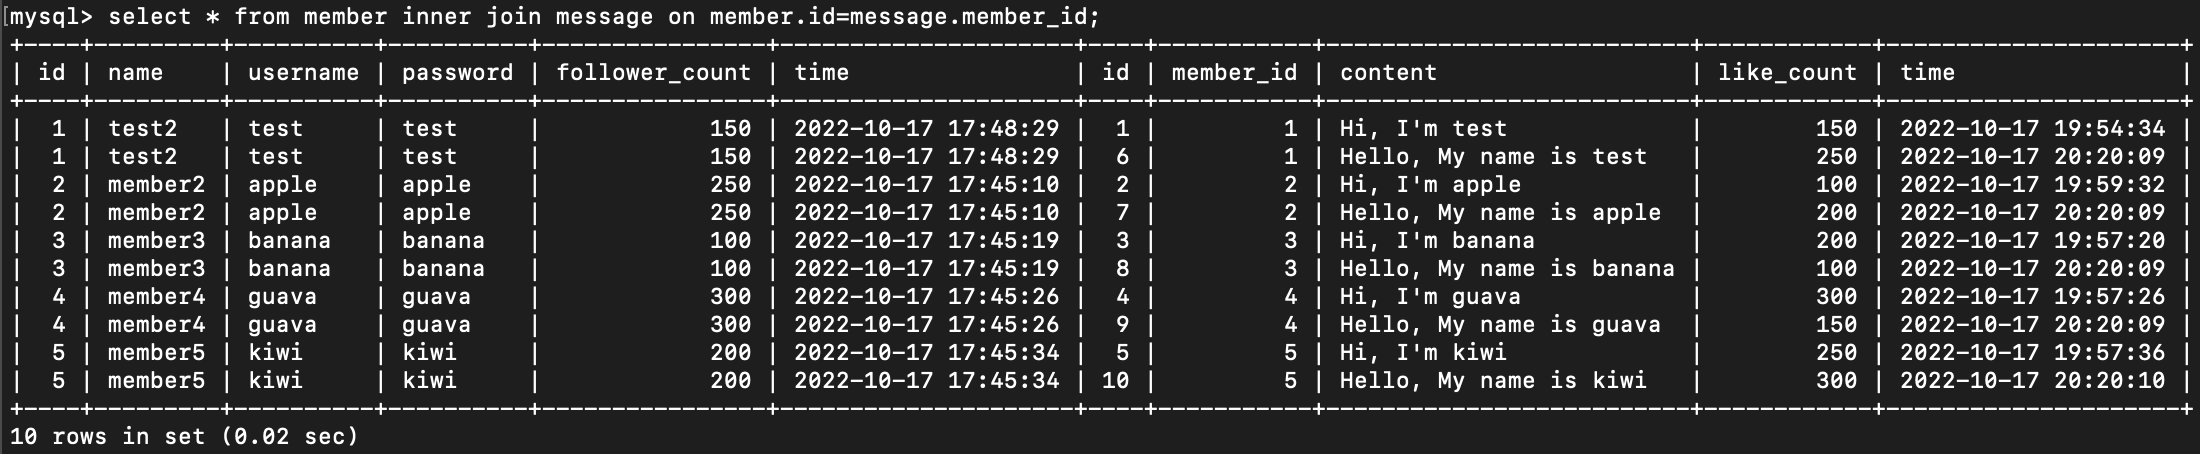 [mysql> select * from member inner join message on member.id=message.member_id;
+----+---------+----------+----------+----------------+---------------------+----+-----------+-------------------------+------------+---------------------+
| id | name    | username | password | follower_count | time                | id | member_id | content                 | like_count | time                |
+----+---------+----------+----------+----------------+---------------------+----+-----------+-------------------------+------------+---------------------+
|  1 | test2   | test     | test     |            150 | 2022-10-17 17:48:29 |  1 |         1 | Hi, I'm test            |        150 | 2022-10-17 19:54:34 |
|  1 | test2   | test     | test     |            150 | 2022-10-17 17:48:29 |  6 |         1 | Hello, My name is test  |        250 | 2022-10-17 20:20:09 |
|  2 | member2 | apple    | apple    |            250 | 2022-10-17 17:45:10 |  2 |         2 | Hi, I'm apple           |        100 | 2022-10-17 19:59:32 |
|  2 | member2 | apple    | apple    |            250 | 2022-10-17 17:45:10 |  7 |         2 | Hello, My name is apple |        200 | 2022-10-17 20:20:09 |
|  3 | member3 | banana   | banana   |            100 | 2022-10-17 17:45:19 |  3 |         3 | Hi, I'm banana          |        200 | 2022-10-17 19:57:20 |
|  3 | member3 | banana   | banana   |            100 | 2022-10-17 17:45:19 |  8 |         3 | Hello, My name is banana |        100 | 2022-10-17 20:20:09 |
|  4 | member4 | guava    | guava    |            300 | 2022-10-17 17:45:26 |  4 |         4 | Hi, I'm guava           |        300 | 2022-10-17 19:57:26 |
|  4 | member4 | guava    | guava    |            300 | 2022-10-17 17:45:26 |  9 |         4 | Hello, My name is guava |        150 | 2022-10-17 20:20:09 |
|  5 | member5 | kiwi     | kiwi     |            200 | 2022-10-17 17:45:34 |  5 |         5 | Hi, I'm kiwi            |        250 | 2022-10-17 19:57:36 |
|  5 | member5 | kiwi     | kiwi     |            200 | 2022-10-17 17:45:34 | 10 |         5 | Hello, My name is kiwi  |        300 | 2022-10-17 20:20:10 |
+----+---------+----------+----------+----------------+---------------------+----+-----------+-------------------------+------------+---------------------+
10 rows in set (0.02 sec)